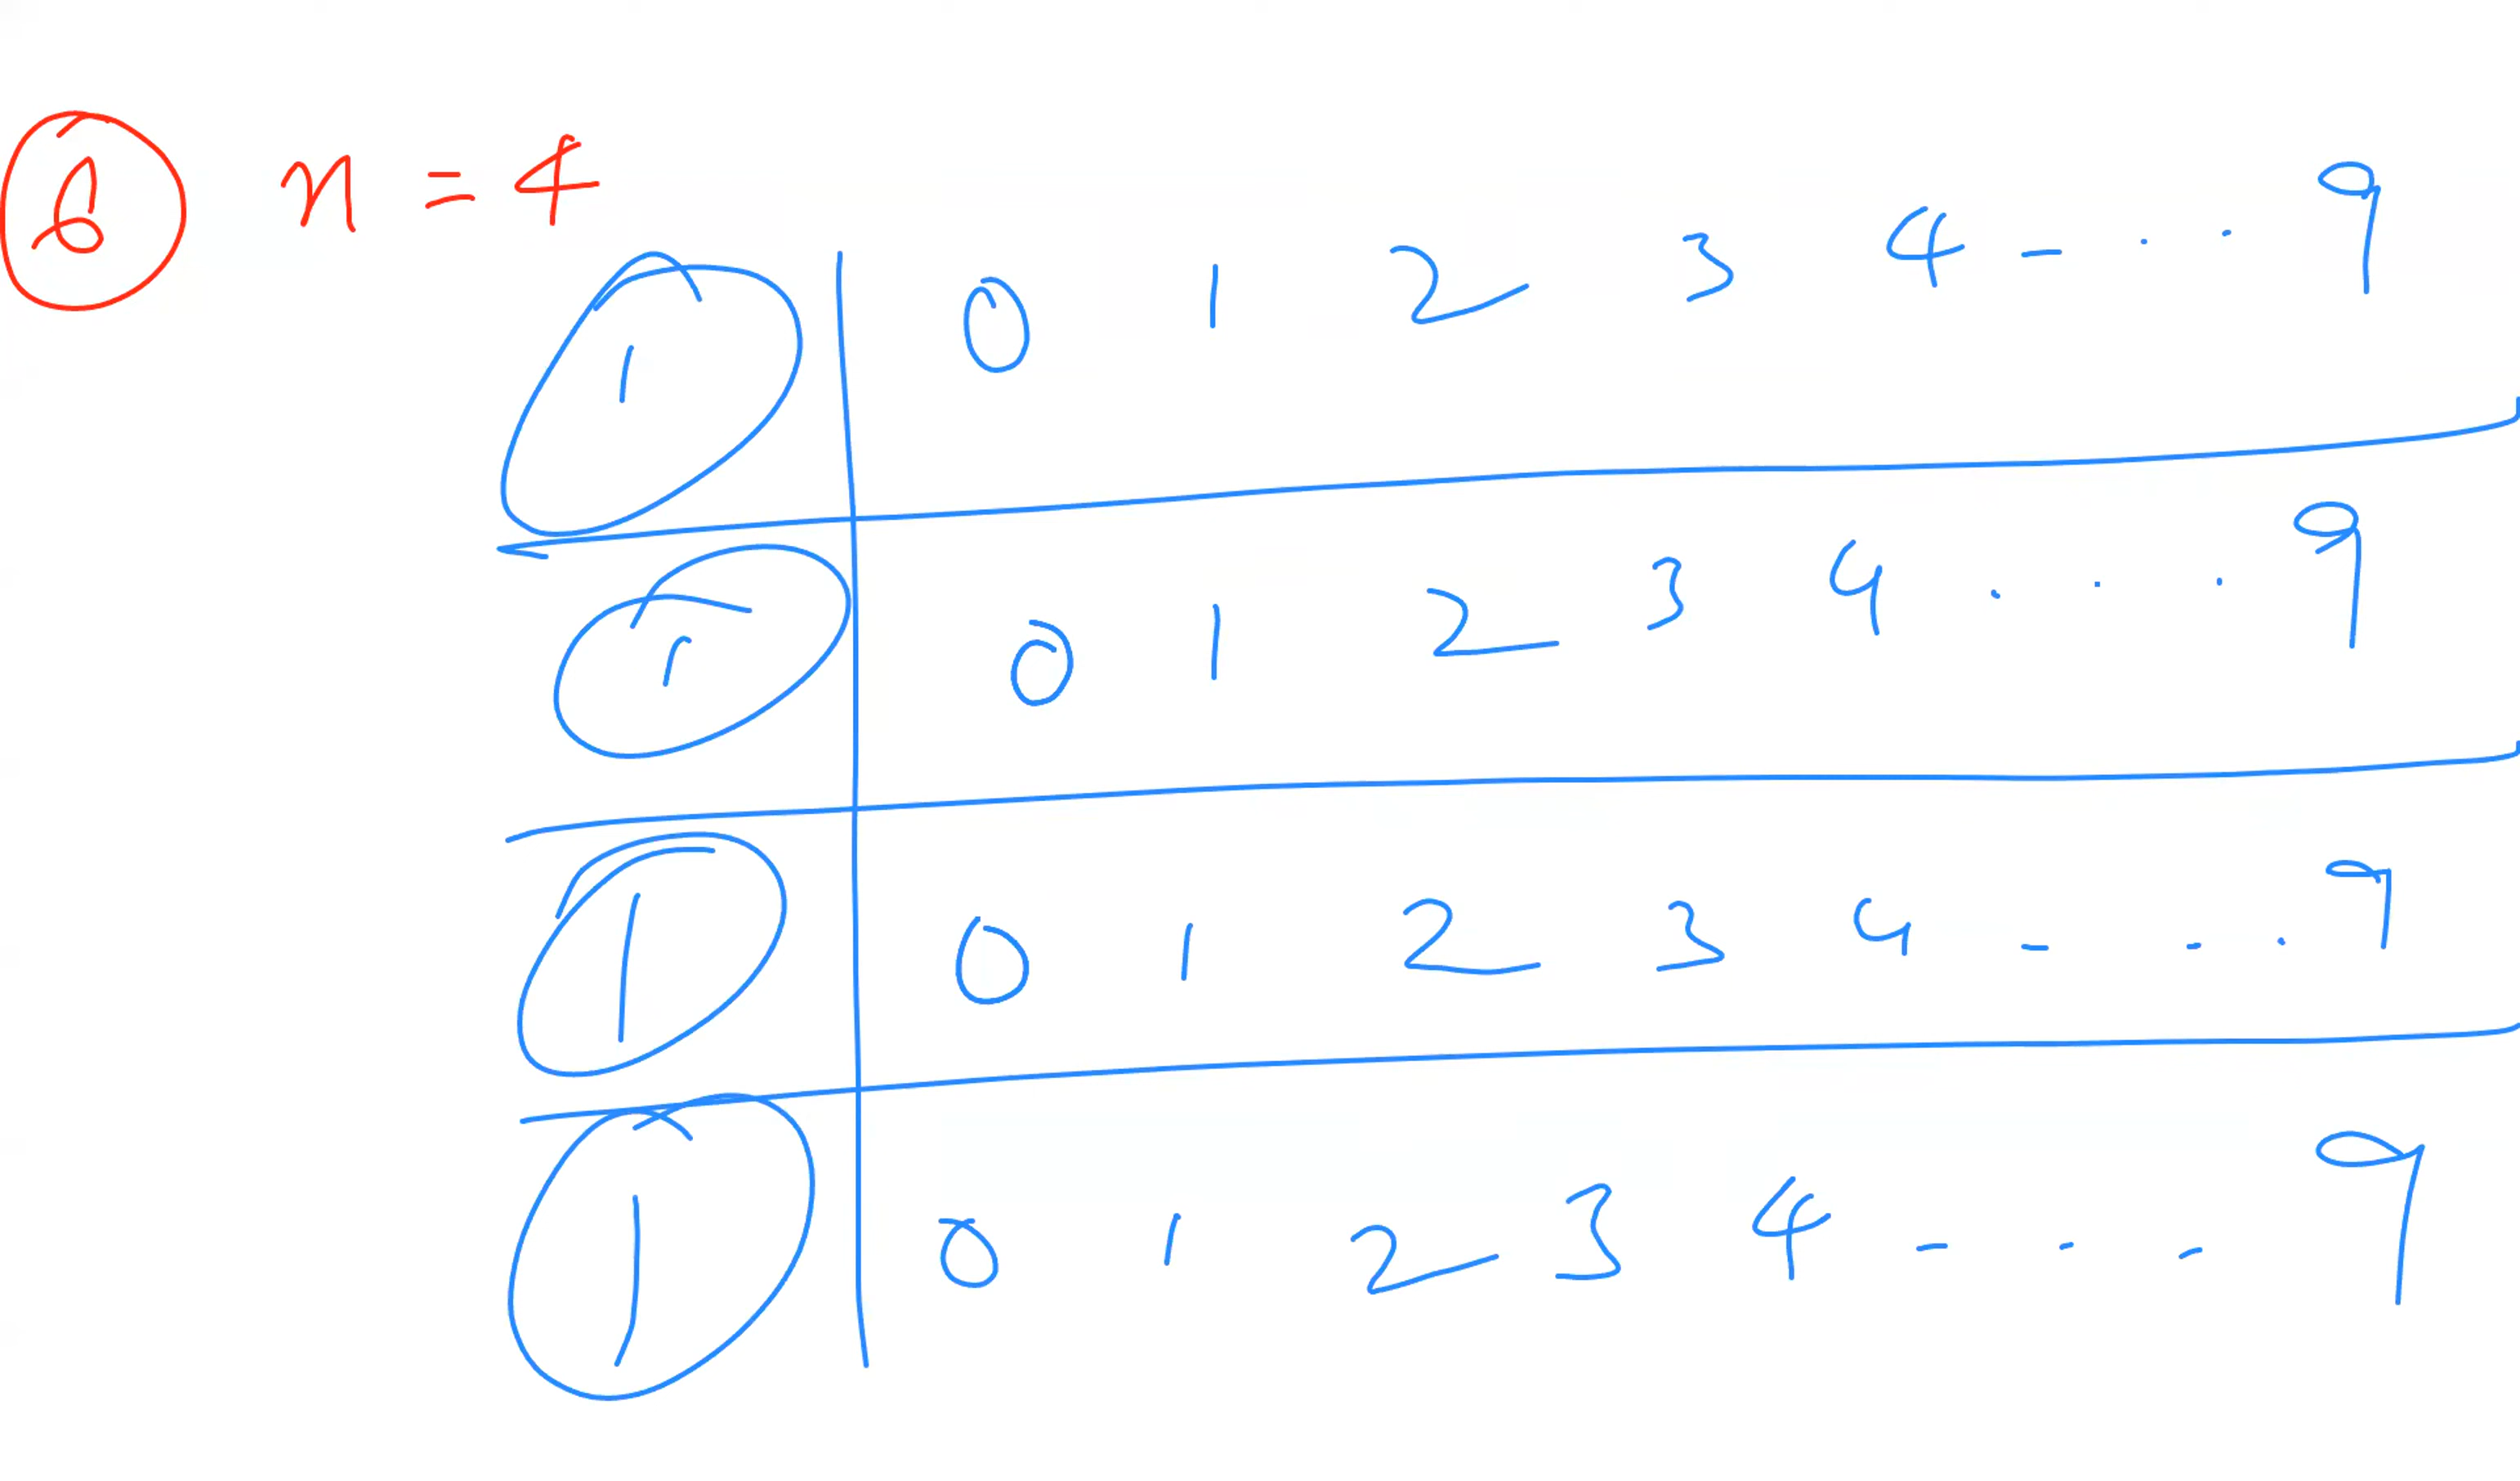 6 n = 4
1 0 1 2 3 4 - . . 9
1 0 1 2 3 4 . . . 9
1 0 1 2 3 4 - - . 9
1 0 1 2 3 4 - - - 9